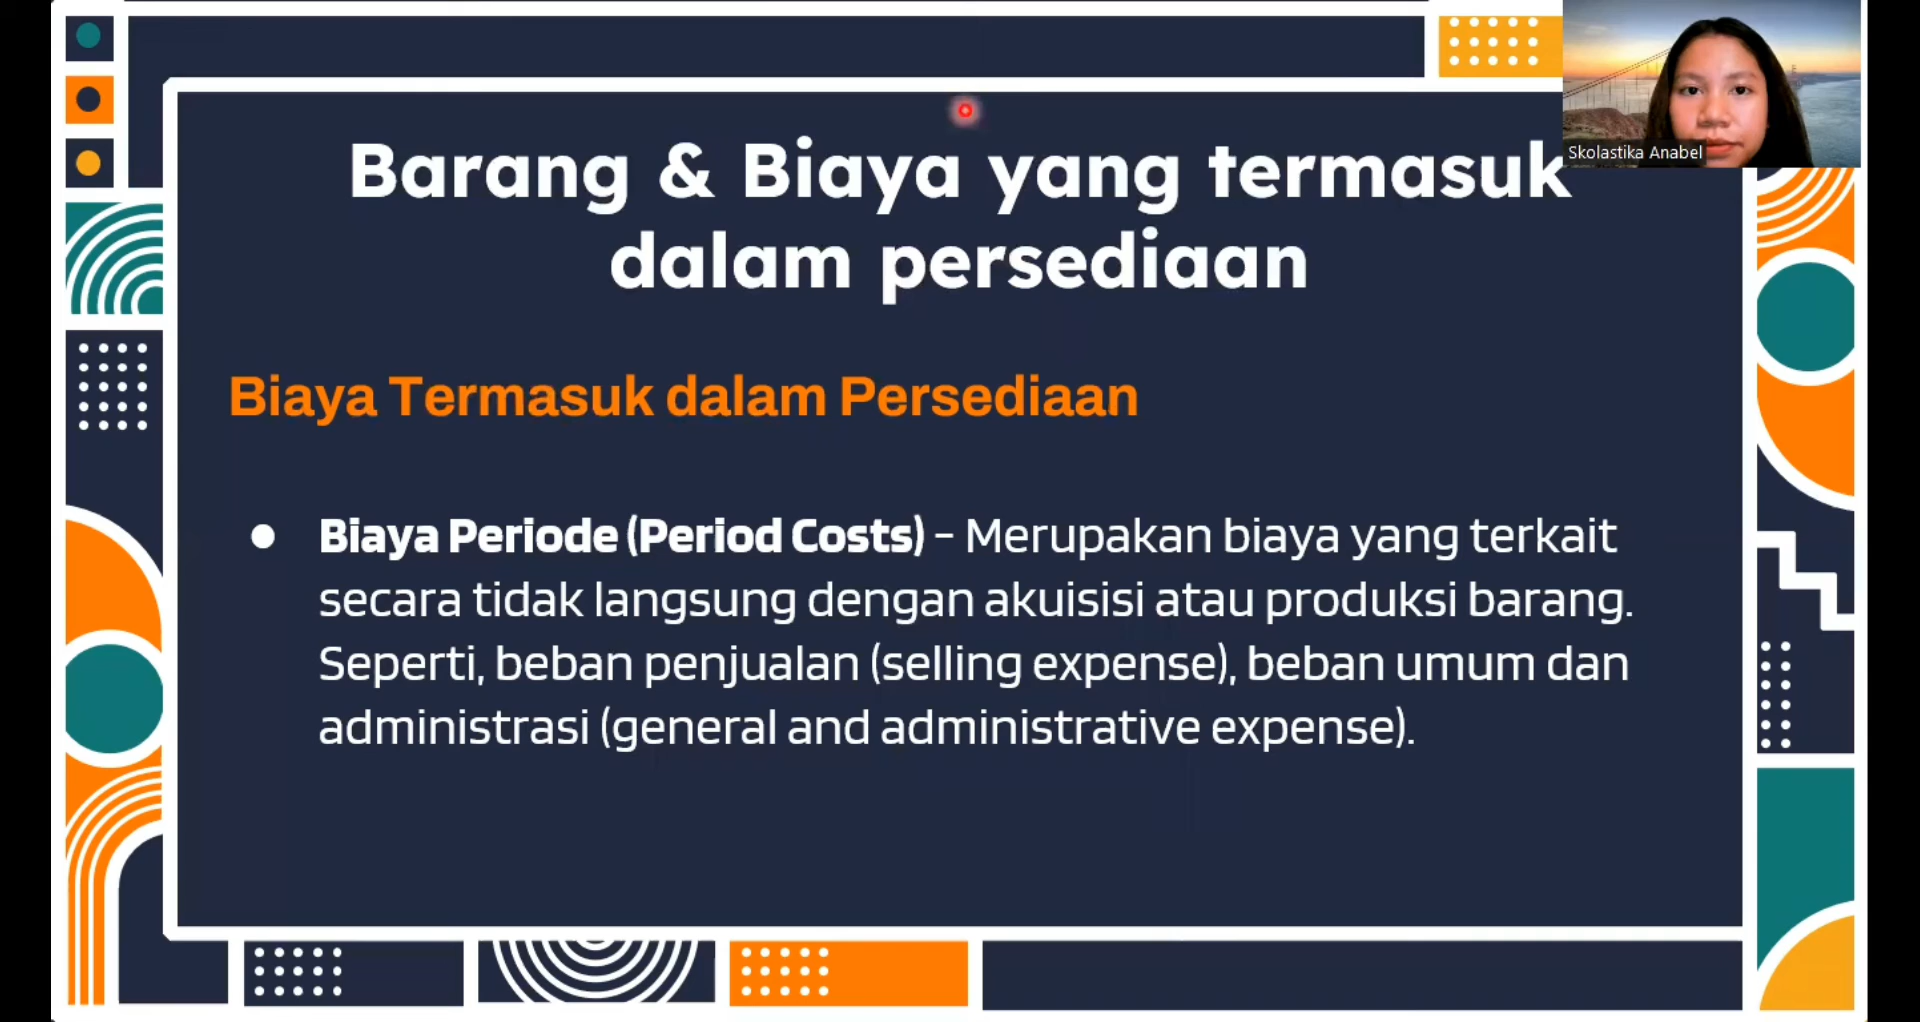 Barang & Biaya yang termasuk
dalam persediaan
Skolastika Anabel
Biaya Termasuk dalam Persediaan
● Biaya Periode (Period Costs) – Merupakan biaya yang terkait
secara tidak langsung dengan akuisisi atau produksi barang.
Seperti, beban penjualan (selling expense), beban umum dan
administrasi (general and administrative expense).